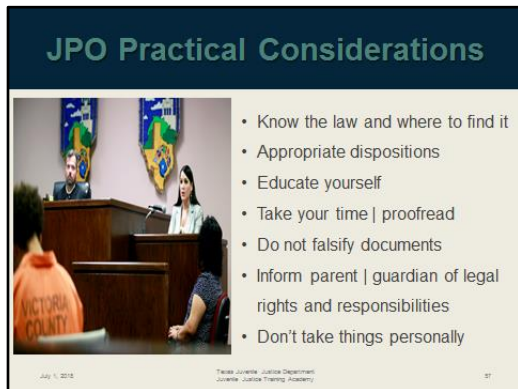 JPO Practical Considerations
• Know the law and where to find it
• Appropriate dispositions
• Educate yourself
• Take your time | proofread
• Do not falsify documents
• Inform parent | guardian of legal
rights and responsibilities
• Don't take things personally
VICTORIA
COUNTY
Texas Juvenile Justice Department
July 1, 2018
Juvenile Justice Training Academy
57